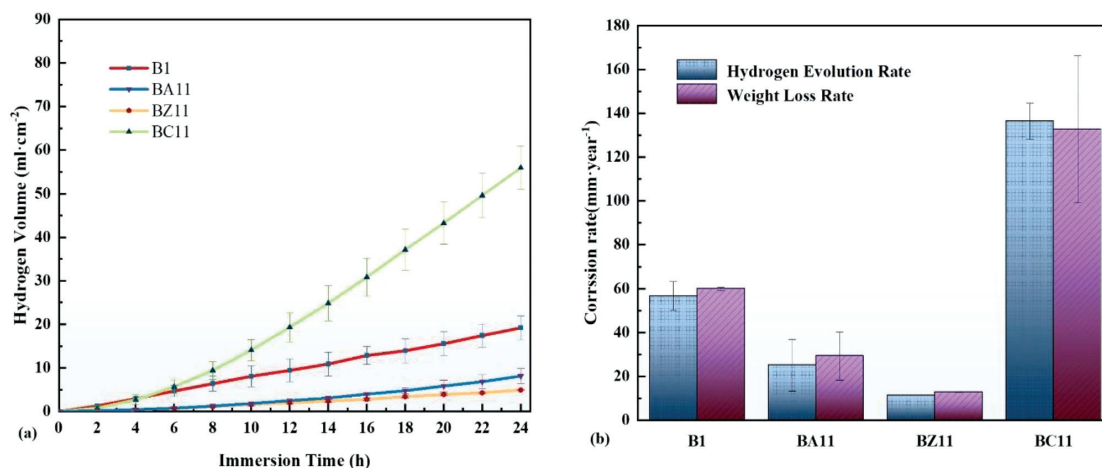 90
80
70
60
50
40
30
20
10
0
Hydrogen Volume (ml·cm⁻²)
B1
BA11
BZ11
BC11
0 2 4 6 8 10 12 14 16 18 20 22 24
(a)
Immersion Time (h)
180
160
140
120
100
80
60
40
20
0
Corrssion rate(mm·year⁻¹)
Hydrogen Evolution Rate
Weight Loss Rate
B1 BA11 BZ11 BC11
(b)